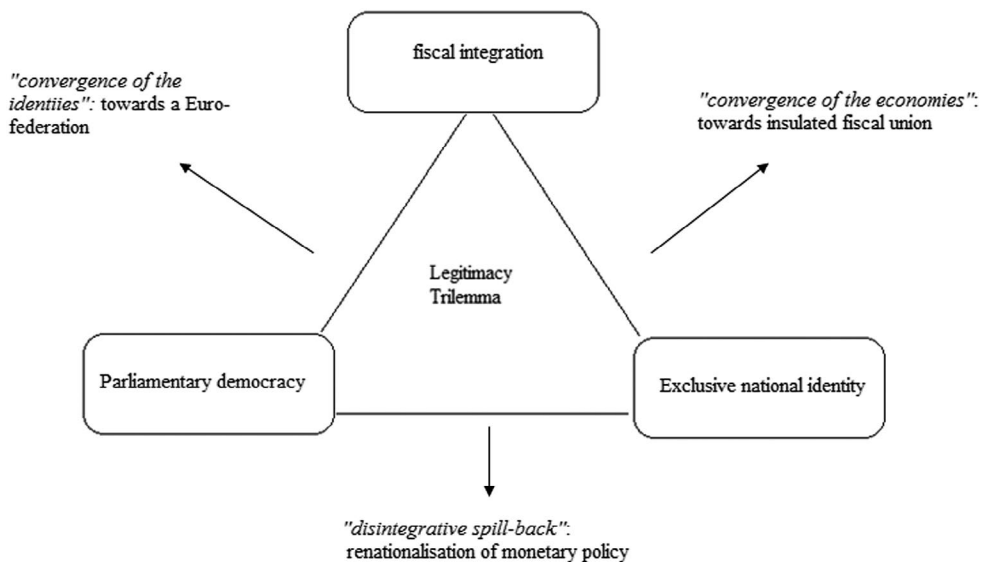 fiscal integration
"convergence of the
identiies": towards a Euro-
federation
"convergence of the economies":
towards insulated fiscal union
Legitimacy
Trilemma
Parliamentary democracy
Exclusive national identity
"disintegrative spill-back":
renationalisation of monetary policy